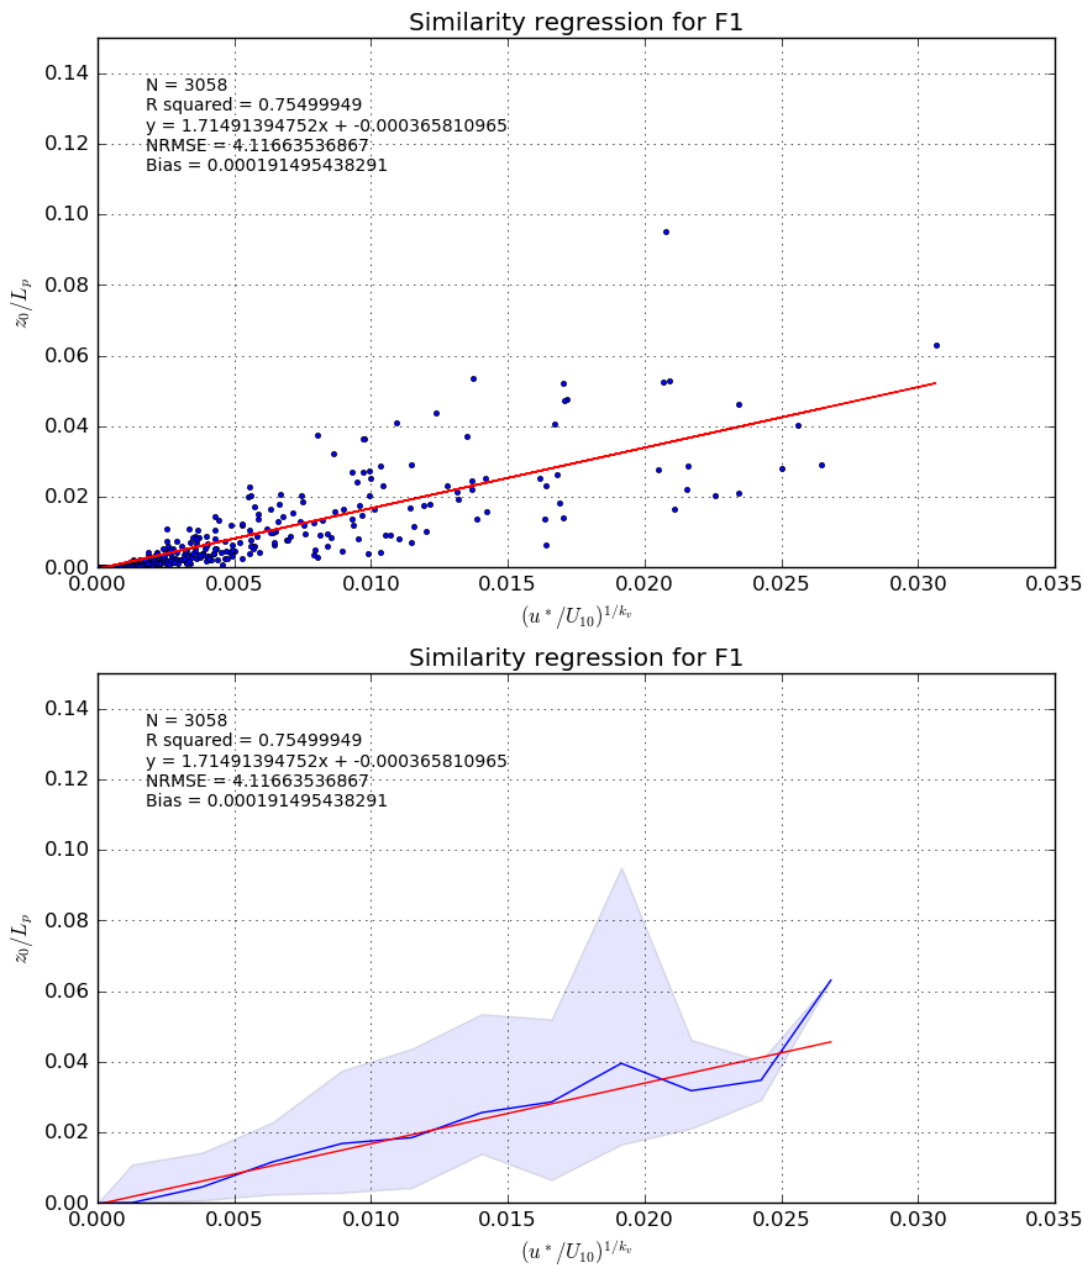 Similarity regression for F1
0.14
N = 3058
R squared = 0.75499949
y = 1.71491394752x + -0.000365810965
0.12
NRMSE = 4.11663536867
Bias = 0.000191495438291
0.10
0.08
z₀/Lₚ
0.06
0.04
0.02
0.00
0.000 0.005 0.010 0.015 0.020 0.025 0.030 0.035
(u*/U₁₀)^{1/k_v}
Similarity regression for F1
0.14
N = 3058
R squared = 0.75499949
y = 1.71491394752x + -0.000365810965
0.12
NRMSE = 4.11663536867
Bias = 0.000191495438291
0.10
0.08
z₀/Lₚ
0.06
0.04
0.02
0.00
0.000 0.005 0.010 0.015 0.020 0.025 0.030 0.035
(u*/U₁₀)^{1/k_v}